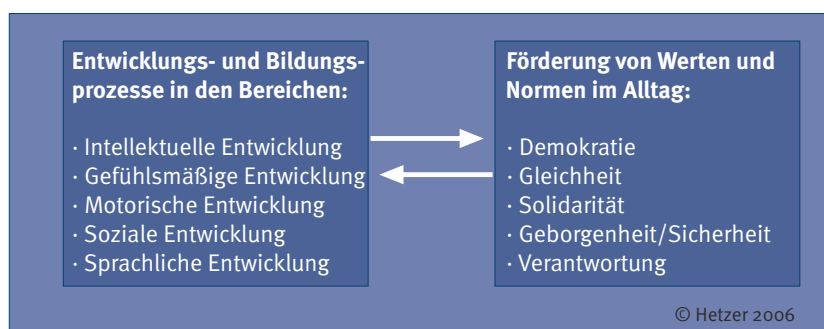 Entwicklungs- und Bildungs-
prozesse in den Bereichen:
· Intellektuelle Entwicklung
· Gefühlsmäßige Entwicklung
· Motorische Entwicklung
· Soziale Entwicklung
· Sprachliche Entwicklung
Förderung von Werten und
Normen im Alltag:
· Demokratie
· Gleichheit
· Solidarität
· Geborgenheit/Sicherheit
· Verantwortung
© Hetzer 2006